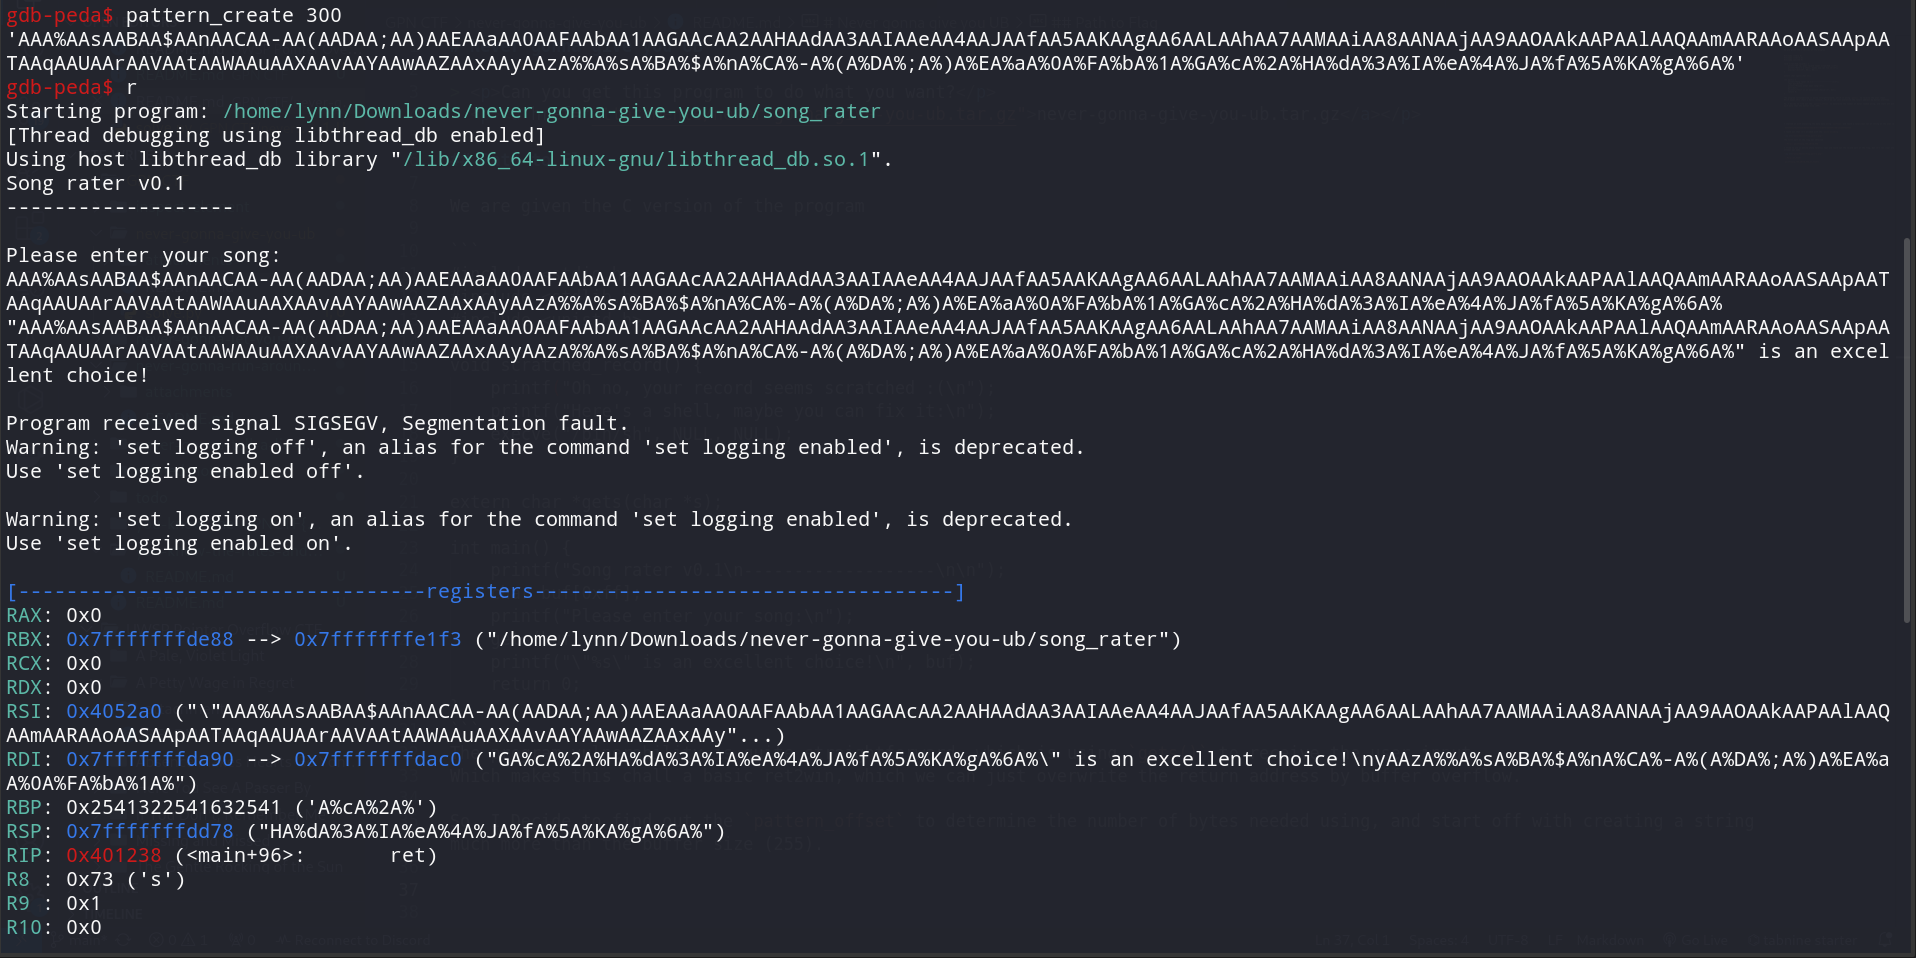 gdb-peda$ pattern_create 300
'AAA%AAsAABAA$AAnAACAA-AA(AADAA;AA)AAEAAaAA0AAFAAbAA1AAGAAcAA2AAHAAdAA3AAIAAeAA4AAJAAfAA5AAKAAgAA6AALAAhAA7AAMAAiAA8AANAAjAA9AAOAAkAAPAAlAAQAAmAARAAoAASAApAA
TAAqAAUAArAAVAAtAAWAAuAAXAAvAAYAAwAAZAAxAAyAAzA%%A%sA%BA%$A%nA%CA%-A%(A%DA%;A%)A%EA%aA%0A%FA%bA%1A%GA%cA%2A%HA%dA%3A%IA%eA%4A%JA%fA%5A%KA%gA%6A%'
gdb-peda$ r
Starting program: /home/lynn/Downloads/never-gonna-give-you-ub/song_rater
[Thread debugging using libthread_db enabled]
Using host libthread_db library "/lib/x86_64-linux-gnu/libthread_db.so.1".
Song rater v0.1
-------------------
Please enter your song:
AAA%AAsAABAA$AAnAACAA-AA(AADAA;AA)AAEAAaAA0AAFAAbAA1AAGAAcAA2AAHAAdAA3AAIAAeAA4AAJAAfAA5AAKAAgAA6AALAAhAA7AAMAAiAA8AANAAjAA9AAOAAkAAPAAlAAQAAmAARAAoAASAApAAT
AAqAAUAArAAVAAtAAWAAuAAXAAvAAYAAwAAZAAxAAyAAzA%%A%sA%BA%$A%nA%CA%-A%(A%DA%;A%)A%EA%aA%0A%FA%bA%1A%GA%cA%2A%HA%dA%3A%IA%eA%4A%JA%fA%5A%KA%gA%6A%
"AAA%AAsAABAA$AAnAACAA-AA(AADAA;AA)AAEAAaAA0AAFAAbAA1AAGAAcAA2AAHAAdAA3AAIAAeAA4AAJAAfAA5AAKAAgAA6AALAAhAA7AAMAAiAA8AANAAjAA9AAOAAkAAPAAlAAQAAmAARAAoAASAApAA
TAAqAAUAArAAVAAtAAWAAuAAXAAvAAYAAwAAZAAxAAyAAzA%%A%sA%BA%$A%nA%CA%-A%(A%DA%;A%)A%EA%aA%0A%FA%bA%1A%GA%cA%2A%HA%dA%3A%IA%eA%4A%JA%fA%5A%KA%gA%6A%" is an excel
lent choice!
Program received signal SIGSEGV, Segmentation fault.
Warning: 'set logging off', an alias for the command 'set logging enabled', is deprecated.
Use 'set logging enabled off'.
Warning: 'set logging on', an alias for the command 'set logging enabled', is deprecated.
Use 'set logging enabled on'.
[----------------------------------registers-----------------------------------]
RAX: 0x0
RBX: 0x7fffffffde88 --> 0x7fffffffe1f3 ("/home/lynn/Downloads/never-gonna-give-you-ub/song_rater")
RCX: 0x0
RDX: 0x0
RSI: 0x4052a0 ("\"AAA%AAsAABAA$AAnAACAA-AA(AADAA;AA)AAEAAaAA0AAFAAbAA1AAGAAcAA2AAHAAdAA3AAIAAeAA4AAJAAfAA5AAKAAgAA6AALAAhAA7AAMAAiAA8AANAAjAA9AAOAAkAAPAAlAAQ
AAmAARAAoAASAApAATAAqAAUAArAAVAAtAAWAAuAAXAAvAAYAAwAAZAAxAAy"...)
RDI: 0x7fffffffda90 --> 0x7fffffffdac0 ("GA%cA%2A%HA%dA%3A%IA%eA%4A%JA%fA%5A%KA%gA%6A%\" is an excellent choice!\nyAAzA%%A%sA%BA%$A%nA%CA%-A%(A%DA%;A%)A%EA%a
A%0A%FA%bA%1A%")
RBP: 0x2541322541632541 ('A%cA%2A%')
RSP: 0x7fffffffdd78 ("HA%dA%3A%IA%eA%4A%JA%fA%5A%KA%gA%6A%")
RIP: 0x401238 (<main+96>:	ret)
R8 : 0x73 ('s')
R9 : 0x1
R10: 0x0